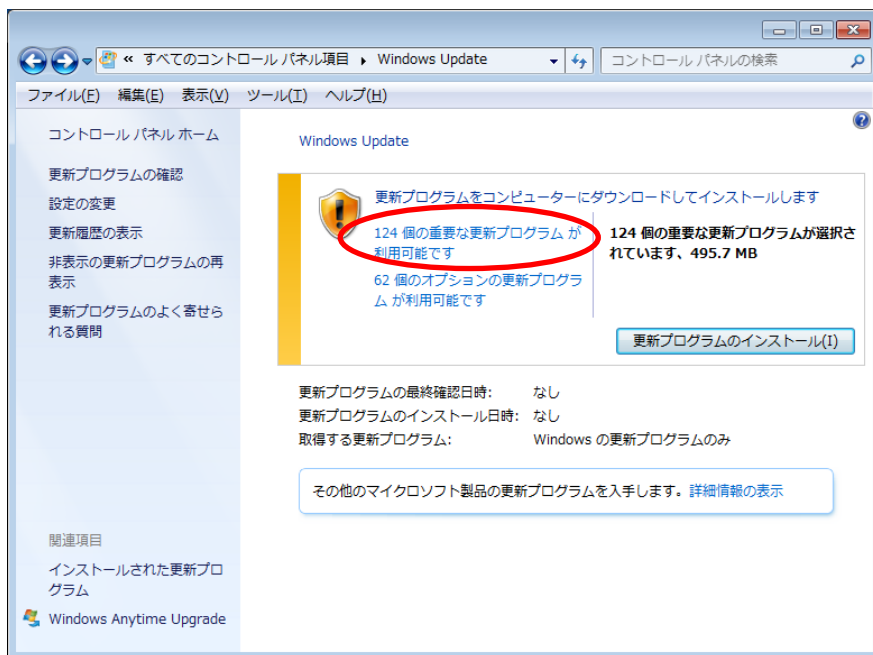 « すべてのコントロール パネル項目 ▸ Windows Update
コントロール パネルの検索
ファイル(F) 編集(E) 表示(V) ツール(T) ヘルプ(H)
コントロール パネル ホーム
更新プログラムの確認
設定の変更
更新履歴の表示
非表示の更新プログラムの再
表示
更新プログラムのよく寄せら
れる質問
関連項目
インストールされた更新プロ
グラム
Windows Anytime Upgrade
Windows Update
更新プログラムをコンピューターにダウンロードしてインストールします
124 個の重要な更新プログラム が
利用可能です
62 個のオプションの更新プログラ
ム が利用可能です
124 個の重要な更新プログラムが選択さ
れています、495.7 MB
更新プログラムのインストール(I)
更新プログラムの最終確認日時: なし
更新プログラムのインストール日時: なし
取得する更新プログラム: Windows の更新プログラムのみ
その他のマイクロソフト製品の更新プログラムを入手します。詳細情報の表示